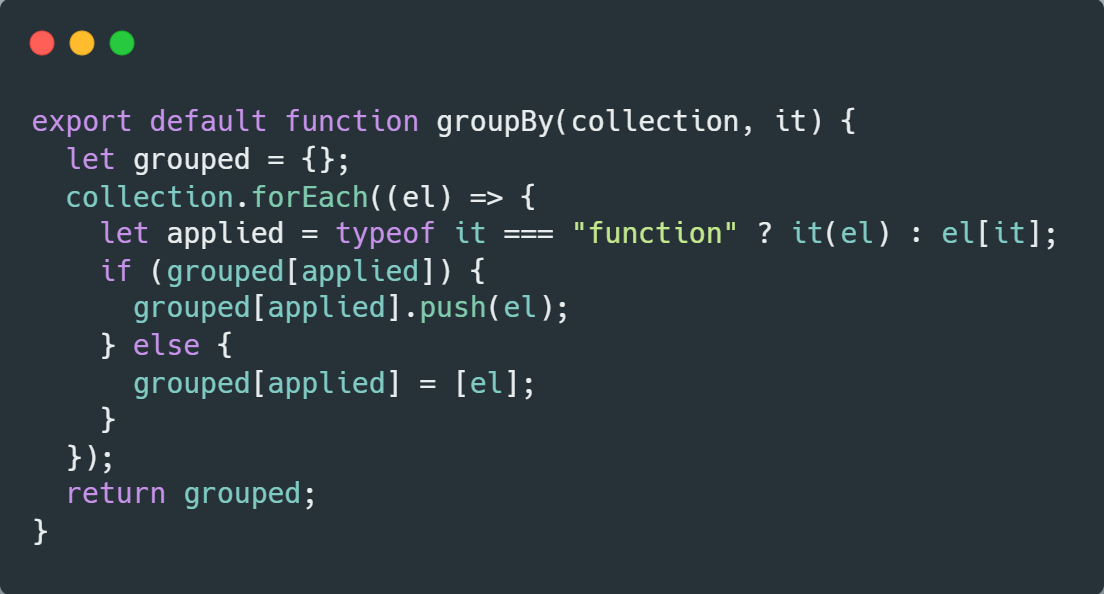 export default function groupBy(collection, it) {
  let grouped = {};
  collection.forEach((el) => {
    let applied = typeof it === "function" ? it(el) : el[it];
    if (grouped[applied]) {
      grouped[applied].push(el);
    } else {
      grouped[applied] = [el];
    }
  });
  return grouped;
}